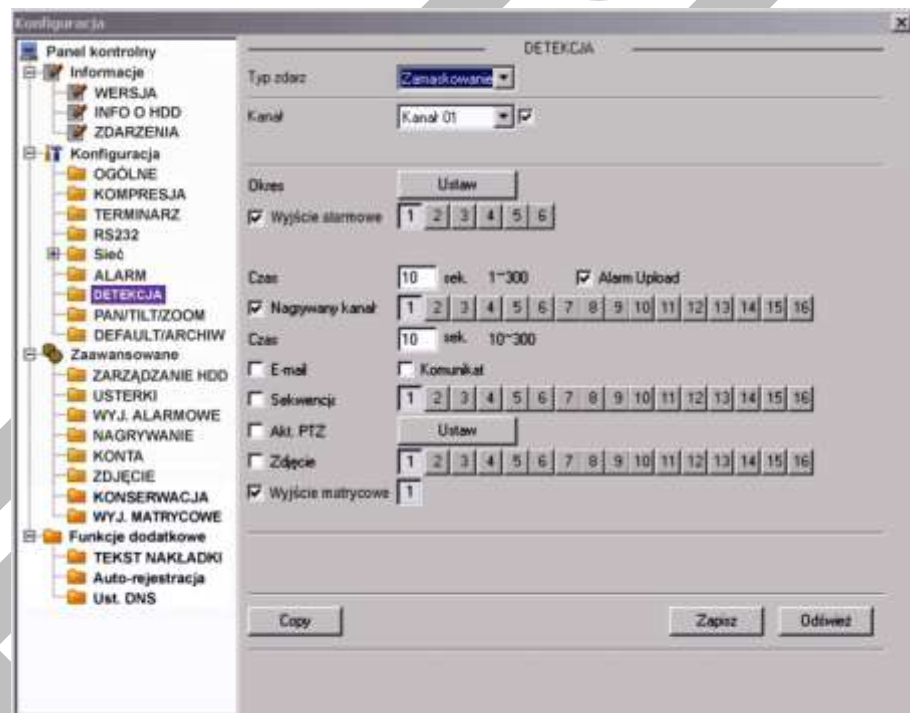 Konfiguracja
Panel kontrolny
Informacje
WERSJA
INFO O HDD
ZDARZENIA
Konfiguracja
OGÓLNE
KOMPRESJA
TERMINARZ
RS232
Sieć
ALARM
DETEKCJA
PAN/TILT/ZOOM
DEFAULT/ARCHIW
Zaawansowane
ZARZĄDZANIE HDD
USTERKI
WYJ. ALARMOWE
NAGRYWANIE
KONTA
ZDJĘCIE
KONSERWACJA
WYJ. MATRYCOWE
Funkcje dodatkowe
TEKST NAKŁADKI
Auto-rejestracja
Ust. DNS
DETEKCJA
Typ zdarz Zamaskowanie
Kanał Kanał 01
Okres Ustaw
Wyjście alarmowe 1 2 3 4 5 6
Czas 10 sek. 1~300 Alarm Upload
Nagrywany kanał 1 2 3 4 5 6 7 8 9 10 11 12 13 14 15 16
Czas 10 sek. 10~300
E-mail Komunikat
Sekwencja 1 2 3 4 5 6 7 8 9 10 11 12 13 14 15 16
Akt. PTZ Ustaw
Zdjęcie 1 2 3 4 5 6 7 8 9 10 11 12 13 14 15 16
Wyjście matrycowe 1
Copy Zapisz Odśwież